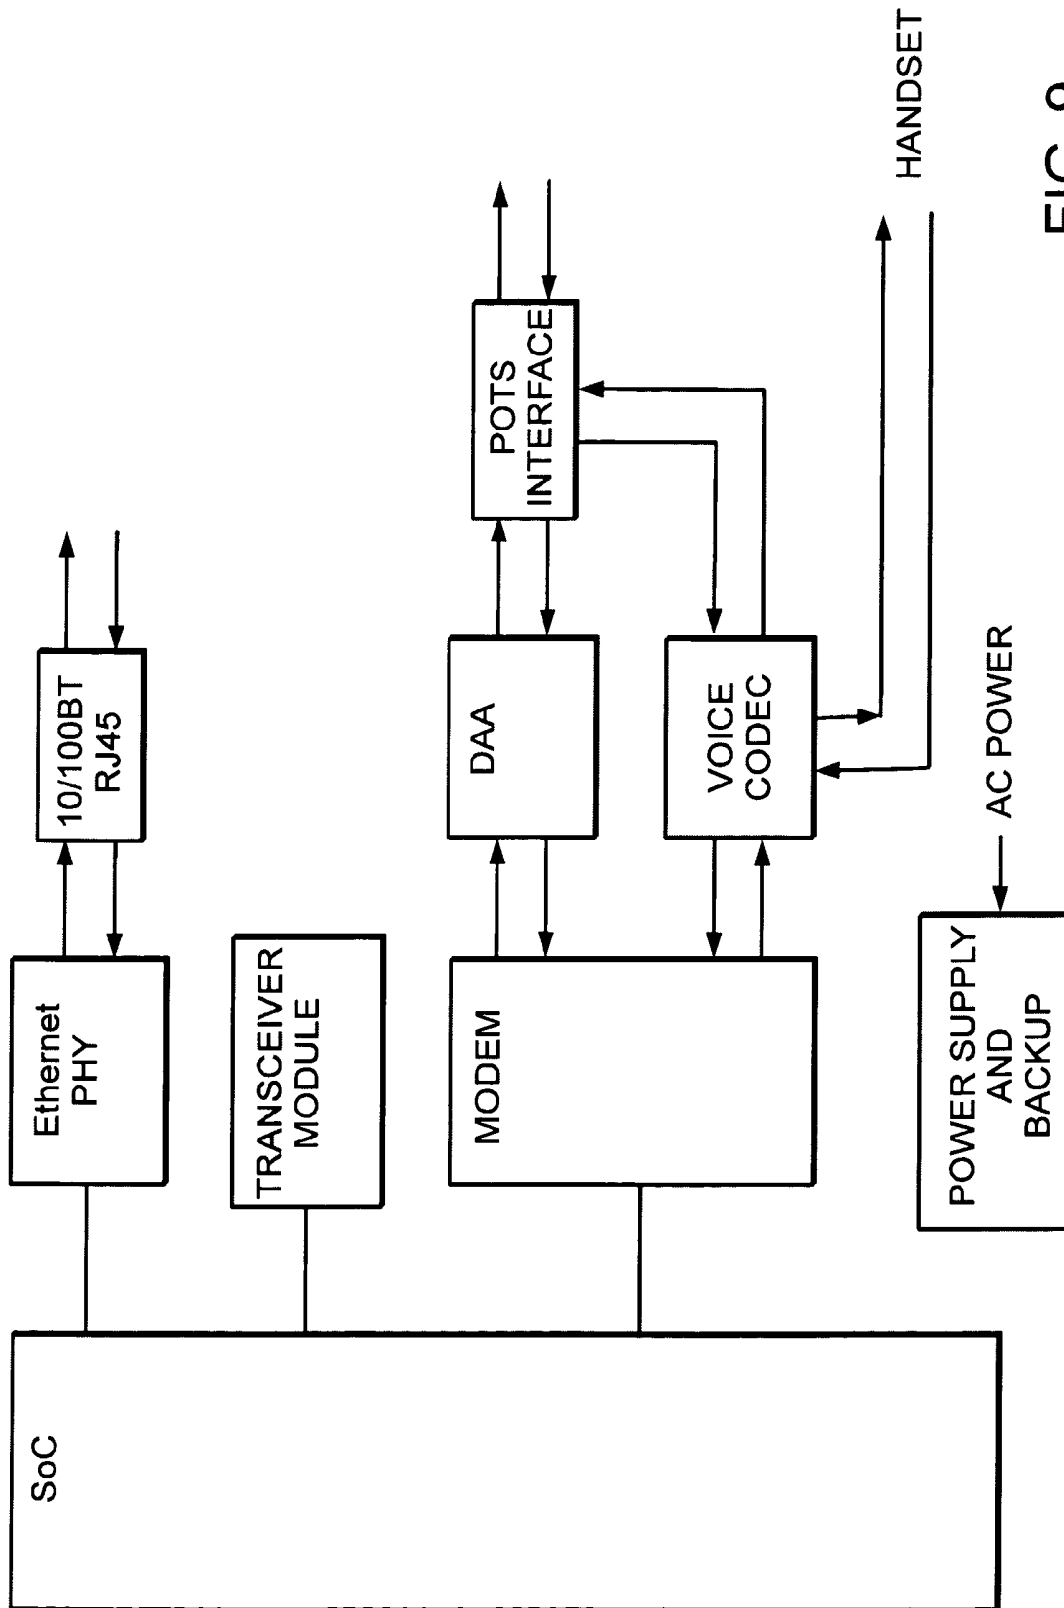 SoC
Ethernet
PHY
10/100BT
RJ45
TRANSCEIVER
MODULE
MODEM
DAA
POTS
INTERFACE
VOICE
CODEC
HANDSET
POWER SUPPLY
AND
BACKUP
AC POWER
FIG.